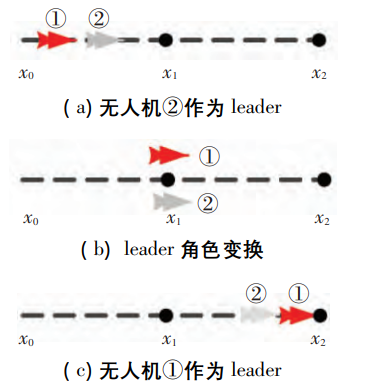 ① ②
x₀ x₁ x₂
(a) 无人机②作为 leader
①
②
x₀ x₁ x₂
(b) leader 角色变换
② ①
x₀ x₁ x₂
(c) 无人机①作为 leader